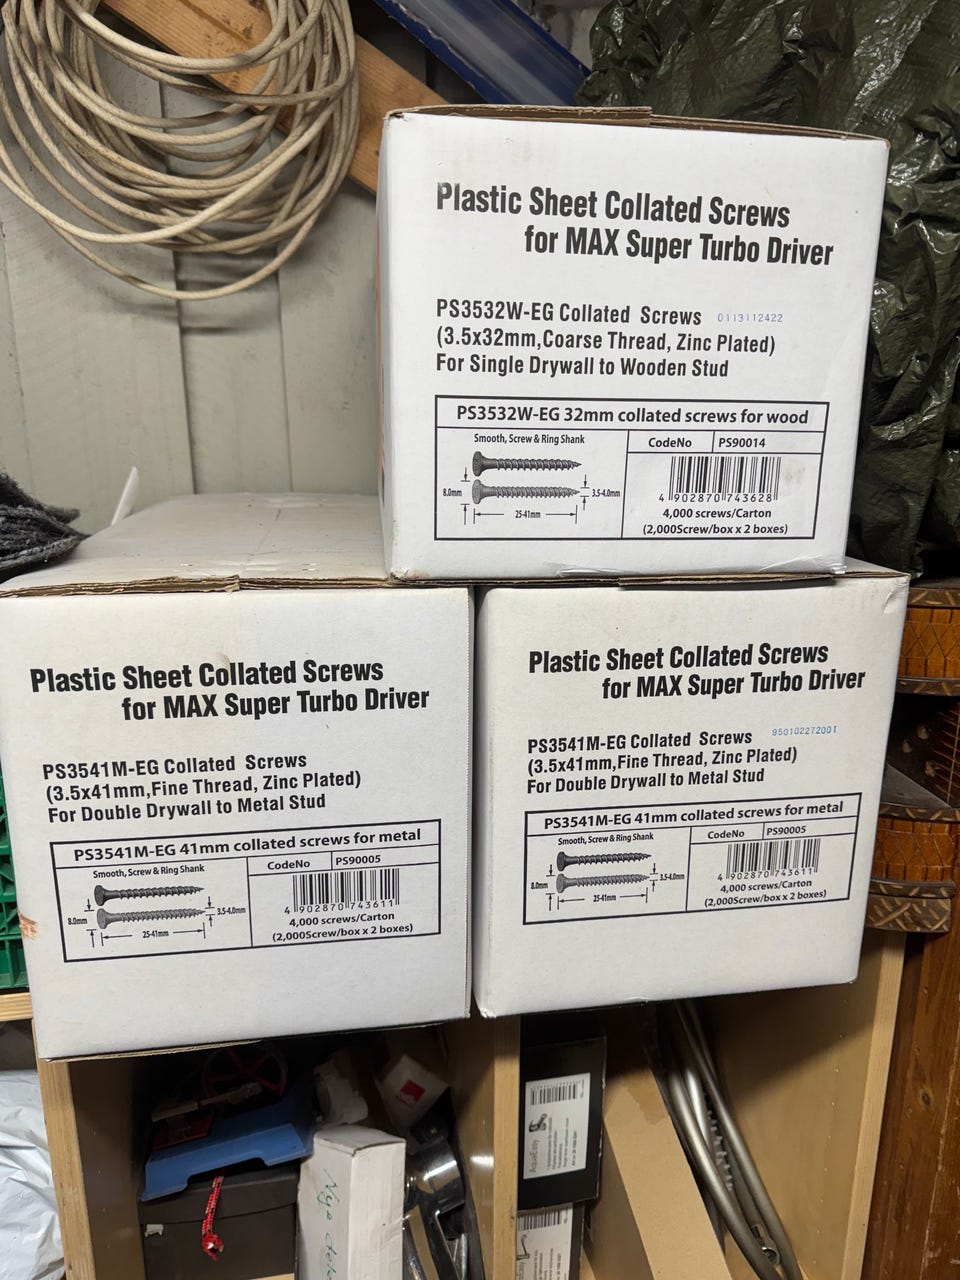 Plastic Sheet Collated Screws
for MAX Super Turbo Driver
PS3532W-EG Collated Screws 0113112422
(3.5x32mm,Coarse Thread, Zinc Plated)
For Single Drywall to Wooden Stud
PS3532W-EG 32mm collated screws for wood
Smooth, Screw & Ring Shank
CodeNo PS90014
8.0mm
3.5-4.0mm
25-41mm
4 902870 743628
4,000 screws/Carton
(2,000Screw/box x 2 boxes)
Plastic Sheet Collated Screws
for MAX Super Turbo Driver
PS3541M-EG Collated Screws
(3.5x41mm,Fine Thread, Zinc Plated)
For Double Drywall to Metal Stud
PS3541M-EG 41mm collated screws for metal
Smooth, Screw & Ring Shank
CodeNo PS90005
8.0mm
3.5-4.0mm
25-41mm
4 902870 743611
4,000 screws/Carton
(2,000Screw/box x 2 boxes)
Plastic Sheet Collated Screws
for MAX Super Turbo Driver
PS3541M-EG Collated Screws 950102272001
(3.5x41mm,Fine Thread, Zinc Plated)
For Double Drywall to Metal Stud
PS3541M-EG 41mm collated screws for metal
Smooth, Screw & Ring Shank
CodeNo PS90005
8.0mm
3.5-4.0mm
25-41mm
4 902870 743611
4,000 screws/Carton
(2,000Screw/box x 2 boxes)
AquaEasy
Nye
AquaEasy